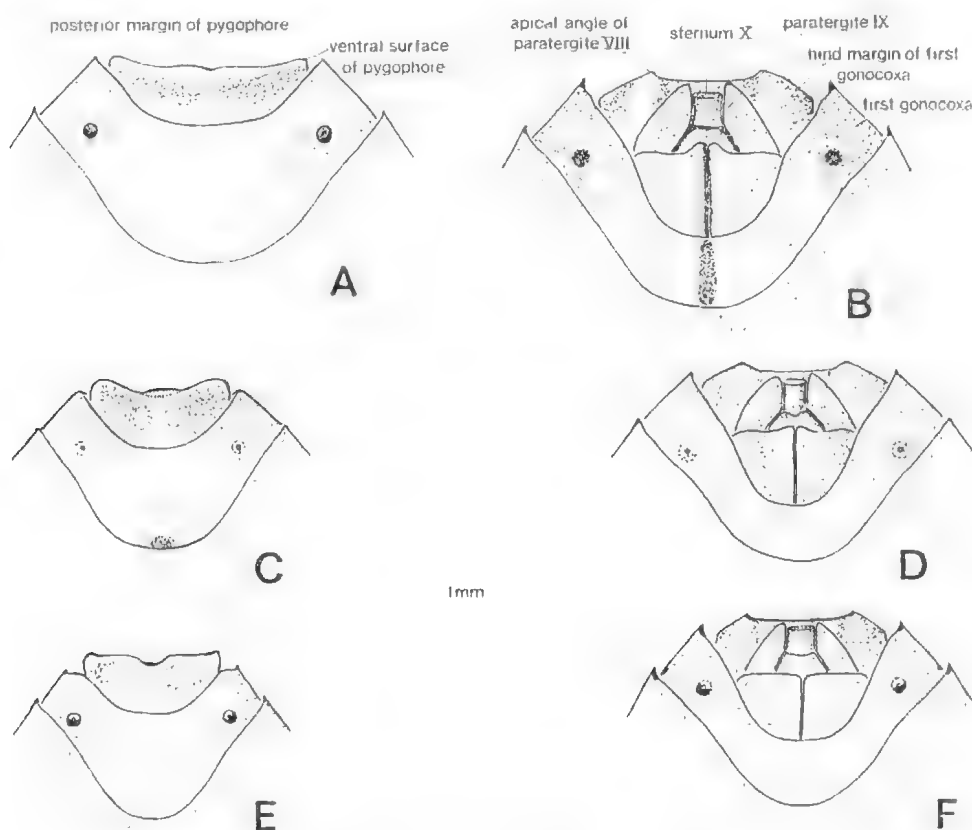 posterior margin of pygophore
ventral surface
of pygophore
A
apical angle of
paratergite VIII
sternum X
paratergite IX
hind margin of first
gonocoxa
first gonocoxa
B
C
D
1mm
E
F